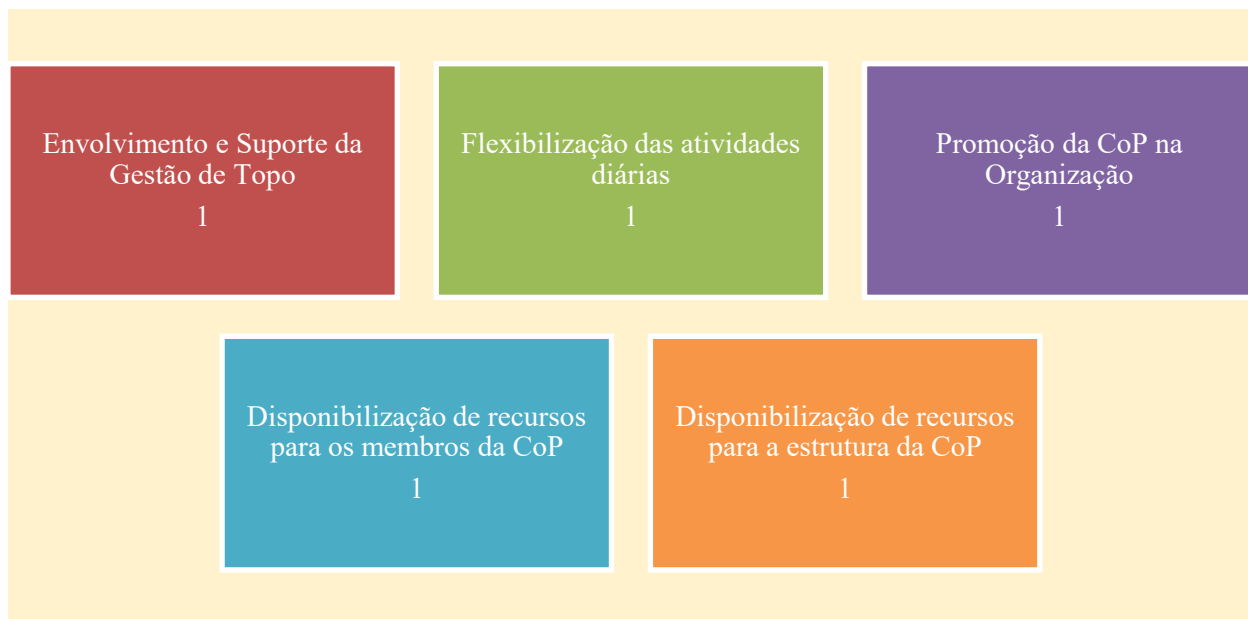 Envolvimento e Suporte da
Gestão de Topo
1
Flexibilização das atividades
diárias
1
Promoção da CoP na
Organização
1
Disponibilização de recursos
para os membros da CoP
1
Disponibilização de recursos
para a estrutura da CoP
1